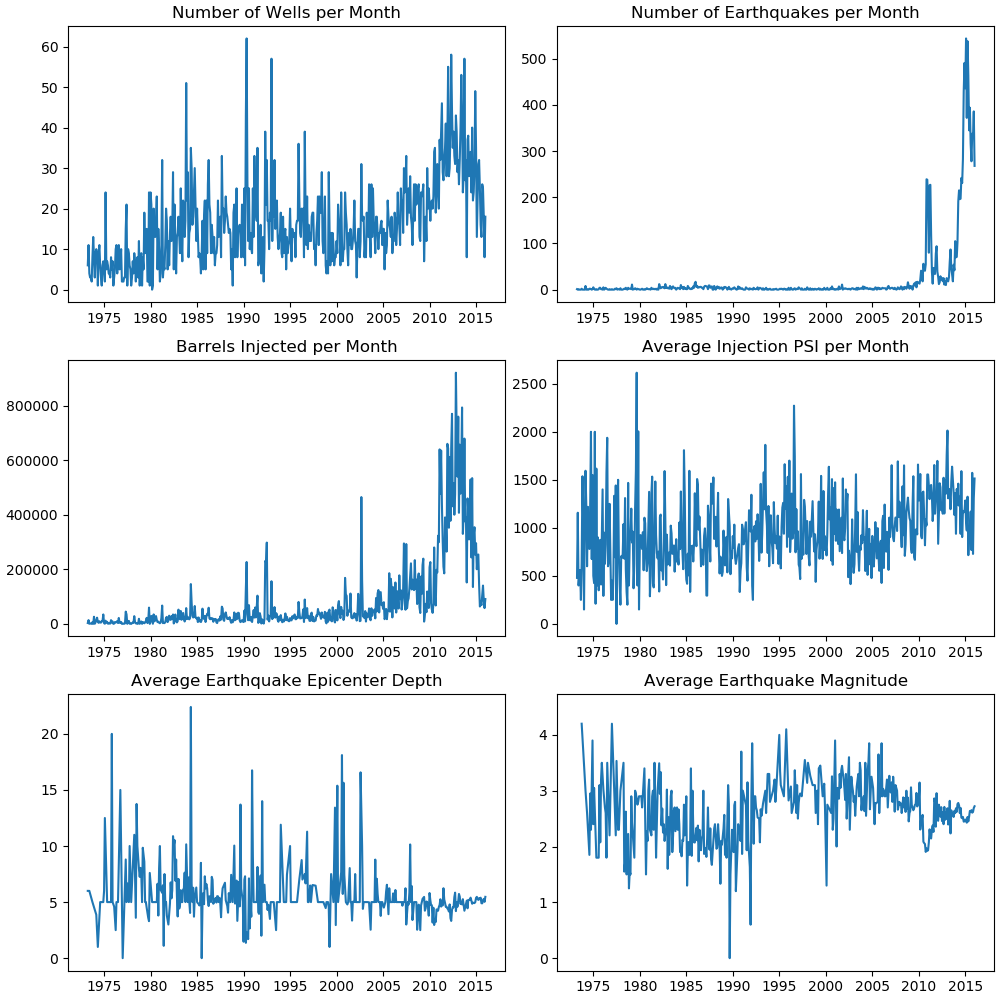 Number of Wells per Month
60
50
40
30
20
10
0
1975 1980 1985 1990 1995 2000 2005 2010 2015
Number of Earthquakes per Month
500
400
300
200
100
0
1975 1980 1985 1990 1995 2000 2005 2010 2015
Barrels Injected per Month
800000
600000
400000
200000
0
1975 1980 1985 1990 1995 2000 2005 2010 2015
Average Injection PSI per Month
2500
2000
1500
1000
500
0
1975 1980 1985 1990 1995 2000 2005 2010 2015
Average Earthquake Epicenter Depth
20
15
10
5
0
1975 1980 1985 1990 1995 2000 2005 2010 2015
Average Earthquake Magnitude
4
3
2
1
0
1975 1980 1985 1990 1995 2000 2005 2010 2015